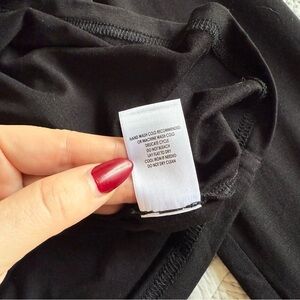 HAND WASH COLD RECOMMENDED
OR MACHINE WASH COLD
DELICATE CYCLE
DO NOT BLEACH
LAY FLAT TO DRY
COOL IRON IF NEEDED
DO NOT DRY CLEAN